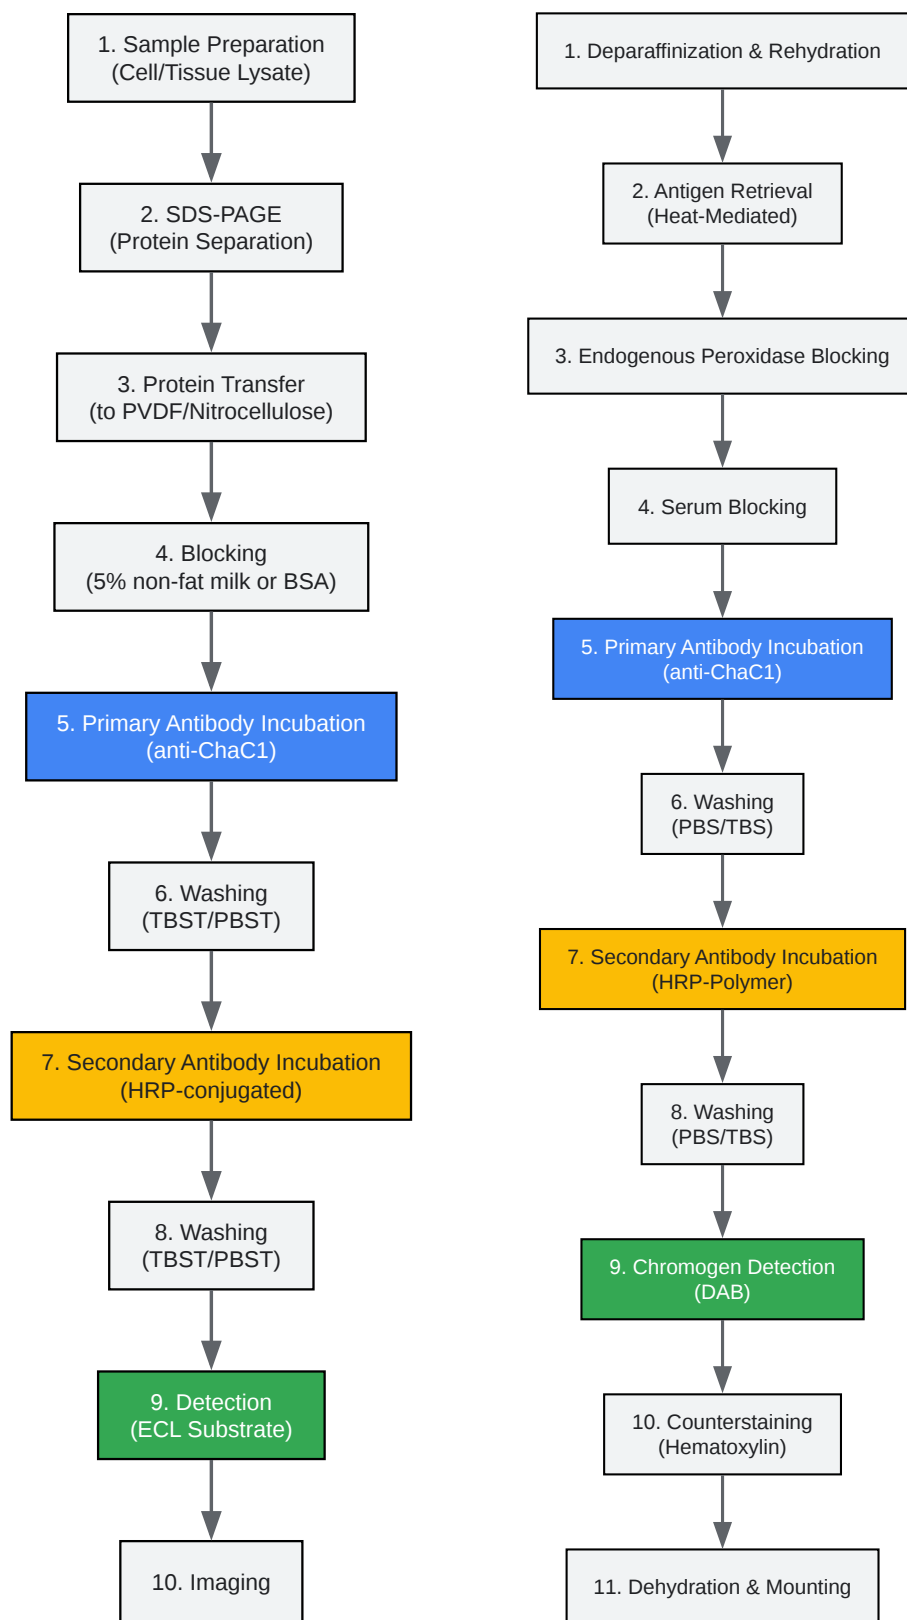 1. Sample Preparation
(Cell/Tissue Lysate)
2. SDS-PAGE
(Protein Separation)
3. Protein Transfer
(to PVDF/Nitrocellulose)
4. Blocking
(5% non-fat milk or BSA)
5. Primary Antibody Incubation
(anti-ChaC1)
6. Washing
(TBST/PBST)
7. Secondary Antibody Incubation
(HRP-conjugated)
8. Washing
(TBST/PBST)
9. Detection
(ECL Substrate)
10. Imaging
1. Deparaffinization & Rehydration
2. Antigen Retrieval
(Heat-Mediated)
3. Endogenous Peroxidase Blocking
4. Serum Blocking
5. Primary Antibody Incubation
(anti-ChaC1)
6. Washing
(PBS/TBS)
7. Secondary Antibody Incubation
(HRP-Polymer)
8. Washing
(PBS/TBS)
9. Chromogen Detection
(DAB)
10. Counterstaining
(Hematoxylin)
11. Dehydration & Mounting